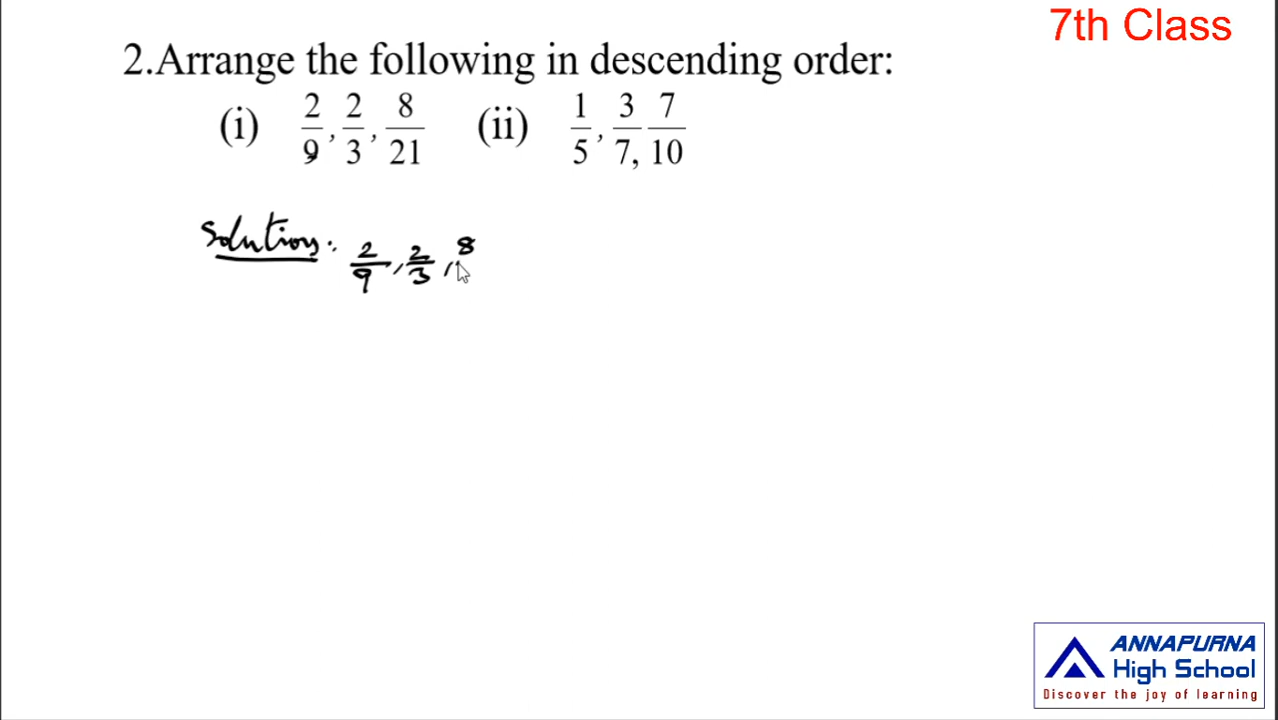 7th Class
2.Arrange the following in descending order:
(i) 2/9, 2/3, 8/21 (ii) 1/5, 3/7, 7/10
Solution: 2/9, 2/3, 8
ANNAPURNA
High School
Discover the joy of learning